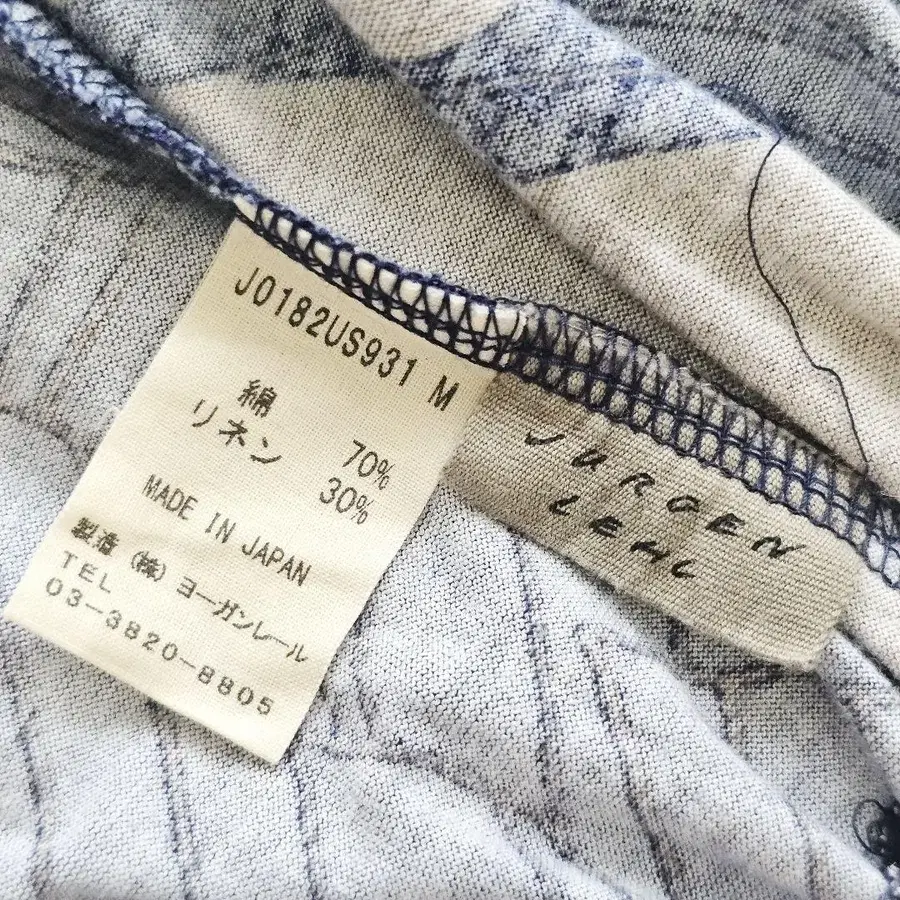 J0182US931 M
綿 70%
リネン 30%
MADE IN JAPAN
製造 (株) ヨーガンレール
TEL
03-3820-8805
JURGEN
LEHL